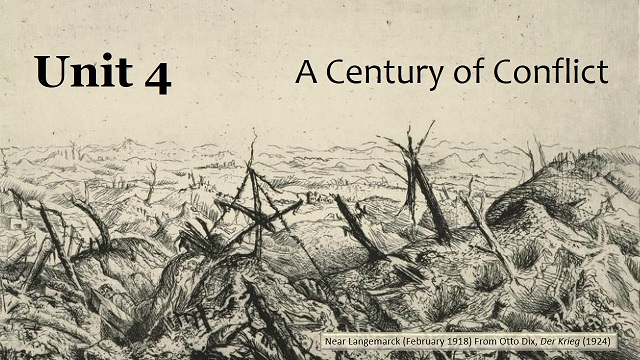 Unit 4
A Century of Conflict
Near Langemarck (February 1918) From Otto Dix, Der Krieg (1924)